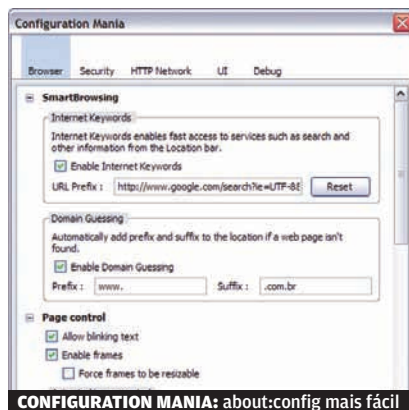 Configuration Mania
Browser Security HTTP Network UI Debug
SmartBrowsing
Internet Keywords
Internet Keywords enables fast access to services such as search and
other information from the Location
bar.
Enable Internet Keywords
URL Prefix : http://www.google.com/search?ie=UTF-8& Reset
Domain Guessing
Automatically add prefix and suffix to the location if a web page isn't
found.
Enable Domain Guessing
Prefix : www. Suffix : .com.br
Page control
Allow blinking text
Enable frames
Force frames to be resizable
CONFIGURATION MANIA: about:config mais fácil